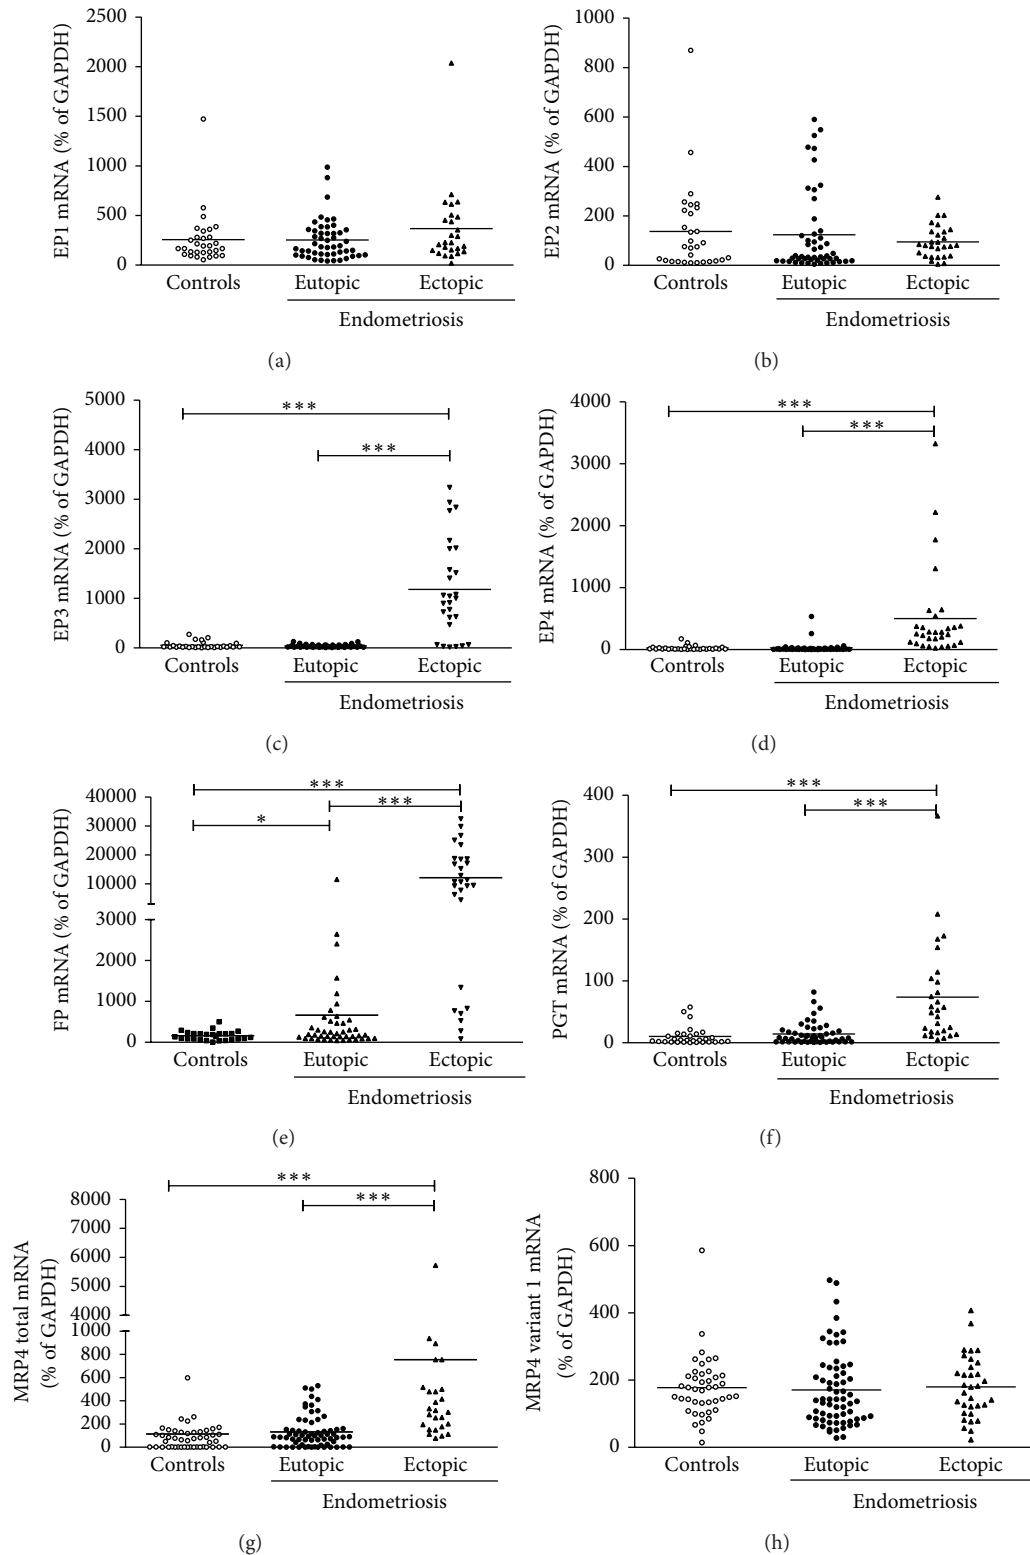 EP1 mRNA (% of GAPDH)
2500
2000
1500
1000
500
0
Controls Eutopic Ectopic
Endometriosis
(a)
EP2 mRNA (% of GAPDH)
1000
800
600
400
200
0
Controls Eutopic Ectopic
Endometriosis
(b)
EP3 mRNA (% of GAPDH)
5000
4000
3000
2000
1000
0
***
***
Controls Eutopic Ectopic
Endometriosis
(c)
EP4 mRNA (% of GAPDH)
4000
3000
2000
1000
0
***
***
Controls Eutopic Ectopic
Endometriosis
(d)
FP mRNA (% of GAPDH)
40000
30000
20000
10000
3000
2000
1000
0
***
***
*
Controls Eutopic Ectopic
Endometriosis
(e)
PGT mRNA (% of GAPDH)
400
300
200
100
0
***
***
Controls Eutopic Ectopic
Endometriosis
(f)
MRP4 total mRNA
(% of GAPDH)
8000
6000
4000
2000
1000
800
600
400
200
0
***
***
Controls Eutopic Ectopic
Endometriosis
(g)
MRP4 variant 1 mRNA
(% of GAPDH)
800
600
400
200
0
Controls Eutopic Ectopic
Endometriosis
(h)